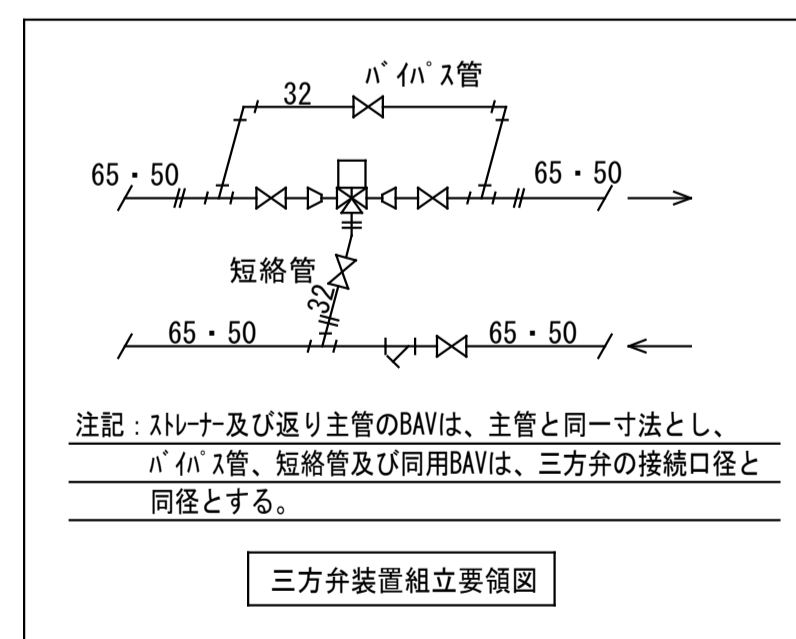 バイパス管
32
65・50
65・50
短絡管
32
65・50
65・50
注記：ストレーナー及び返り主管のBAVは、主管と同一寸法とし、
バイパス管、短絡管及び同用BAVは、三方弁の接続口径と
同径とする。
三方弁装置組立要領図